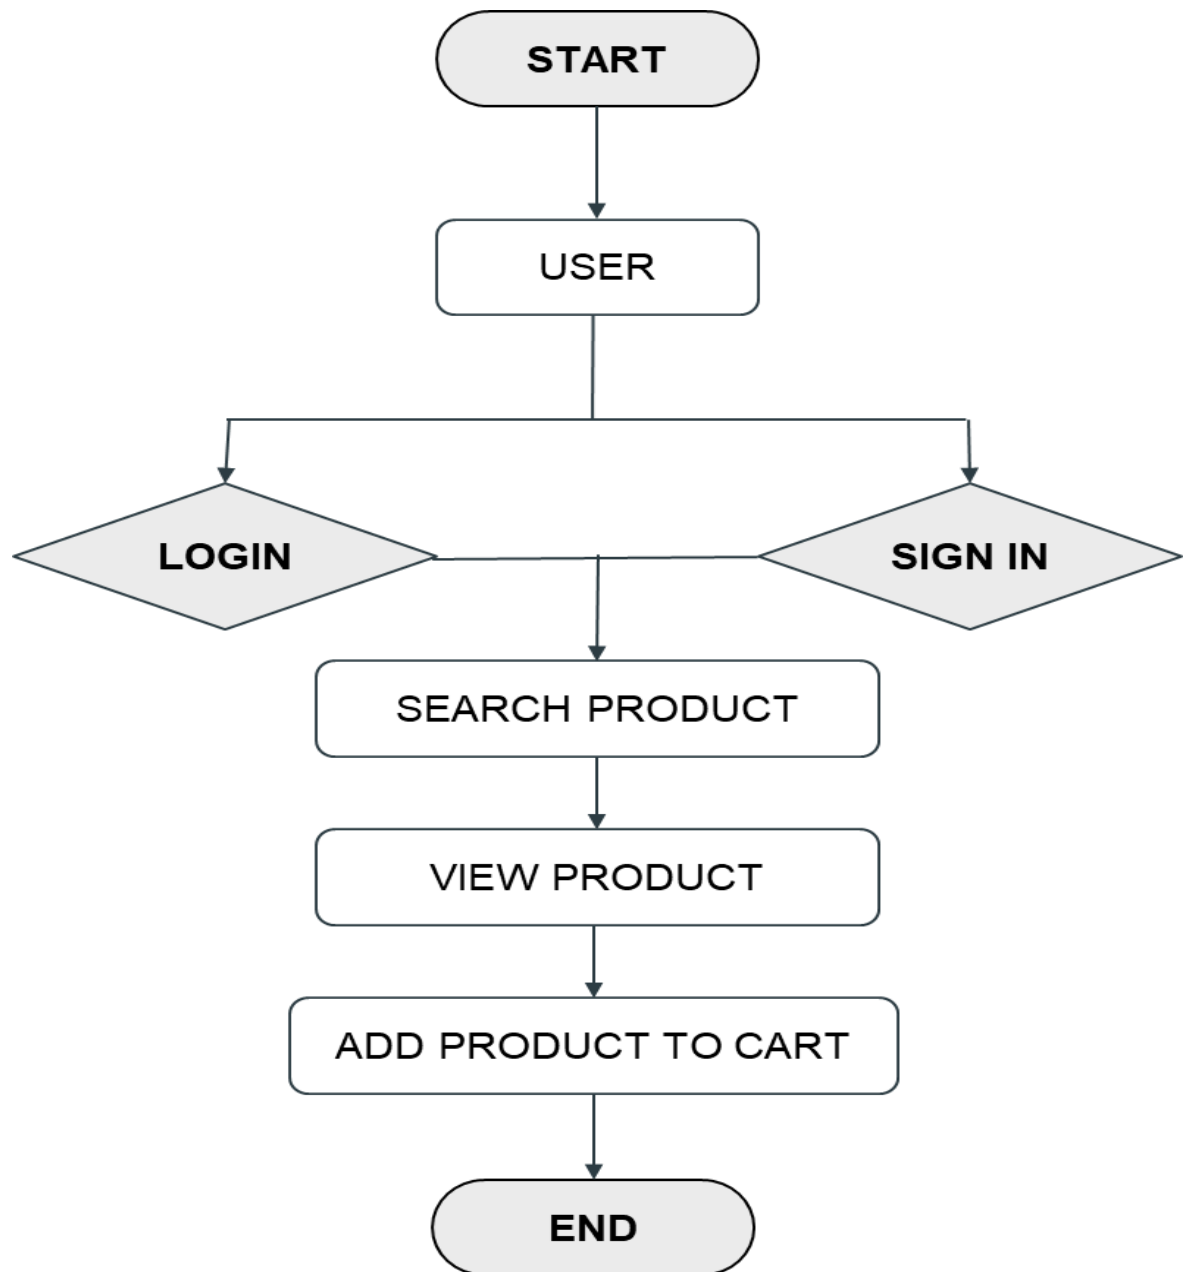 START
USER
LOGIN
SIGN IN
SEARCH PRODUCT
VIEW PRODUCT
ADD PRODUCT TO CART
END